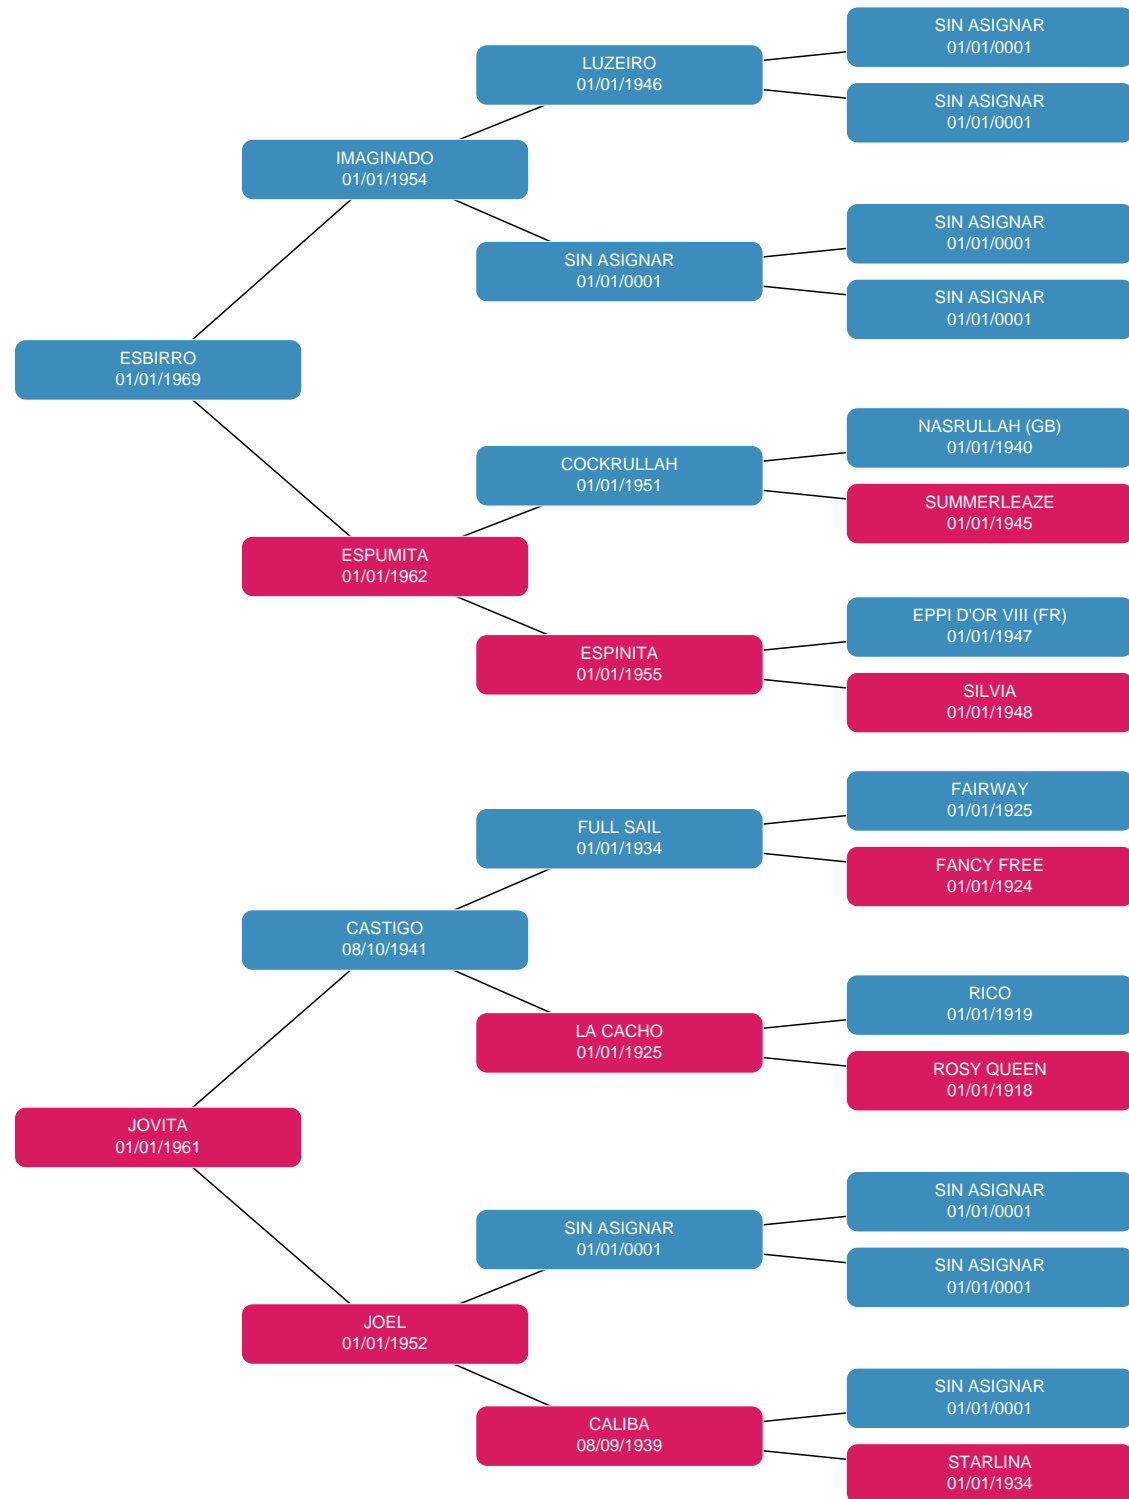 SIN ASIGNAR
01/01/0001
LUZEIRO
01/01/1946
SIN ASIGNAR
01/01/0001
IMAGINADO
01/01/1954
SIN ASIGNAR
01/01/0001
SIN ASIGNAR
01/01/0001
SIN ASIGNAR
01/01/0001
ESBIRRO
01/01/1969
NASRULLAH (GB)
01/01/1940
COCKRULLAH
01/01/1951
SUMMERLEAZE
01/01/1945
ESPUMITA
01/01/1962
EPPI D'OR VIII (FR)
01/01/1947
ESPINITA
01/01/1955
SILVIA
01/01/1948
FAIRWAY
01/01/1925
FULL SAIL
01/01/1934
FANCY FREE
01/01/1924
CASTIGO
08/10/1941
RICO
01/01/1919
LA CACHO
01/01/1925
ROSY QUEEN
01/01/1918
JOVITA
01/01/1961
SIN ASIGNAR
01/01/0001
SIN ASIGNAR
01/01/0001
SIN ASIGNAR
01/01/0001
JOEL
01/01/1952
SIN ASIGNAR
01/01/0001
CALIBA
08/09/1939
STARLINA
01/01/1934